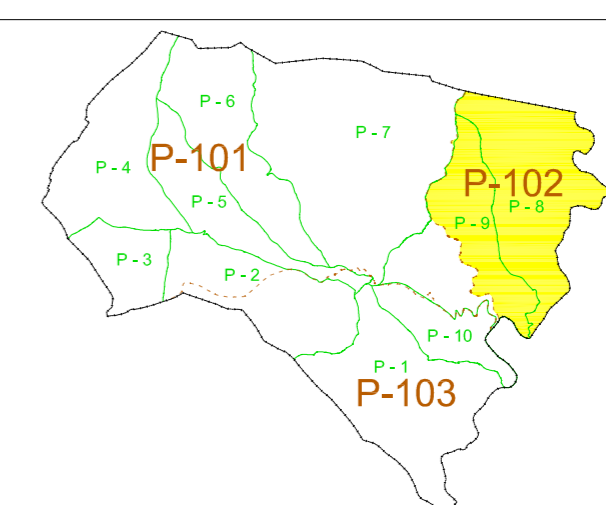 P - 6
P - 7
P-101
P - 4
P-102
P - 5
P - 8
P - 9
P - 3
P - 2
P - 10
P - 1
P-103